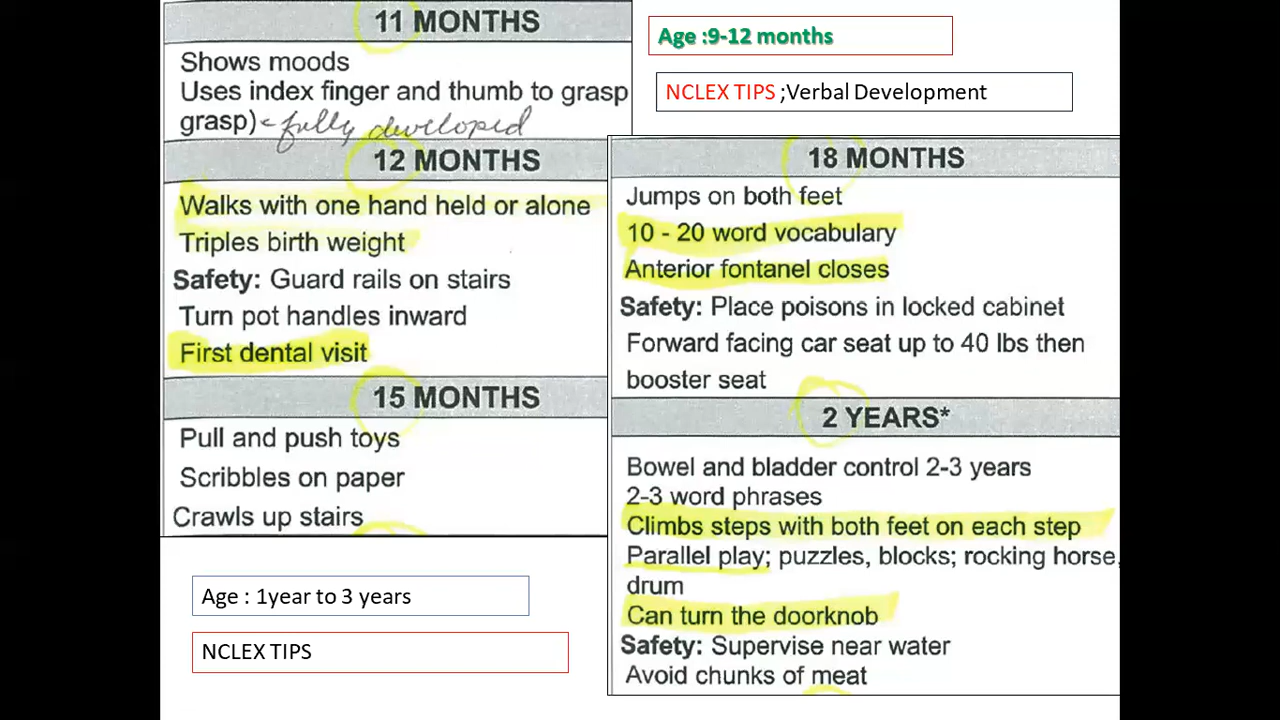 11 MONTHS
Shows moods
Uses index finger and thumb to grasp
grasp) - fully developed
12 MONTHS
Walks with one hand held or alone
Triples birth weight
Safety: Guard rails on stairs
Turn pot handles inward
First dental visit
15 MONTHS
Pull and push toys
Scribbles on paper
Crawls up stairs
Age : 1year to 3 years
NCLEX TIPS
Age :9-12 months
NCLEX TIPS ;Verbal Development
18 MONTHS
Jumps on both feet
10 - 20 word vocabulary
Anterior fontanel closes
Safety: Place poisons in locked cabinet
Forward facing car seat up to 40 lbs then
booster seat
2 YEARS*
Bowel and bladder control 2-3 years
2-3 word phrases
Climbs steps with both feet on each step
Parallel play; puzzles, blocks; rocking horse,
drum
Can turn the doorknob
Safety: Supervise near water
Avoid chunks of meat